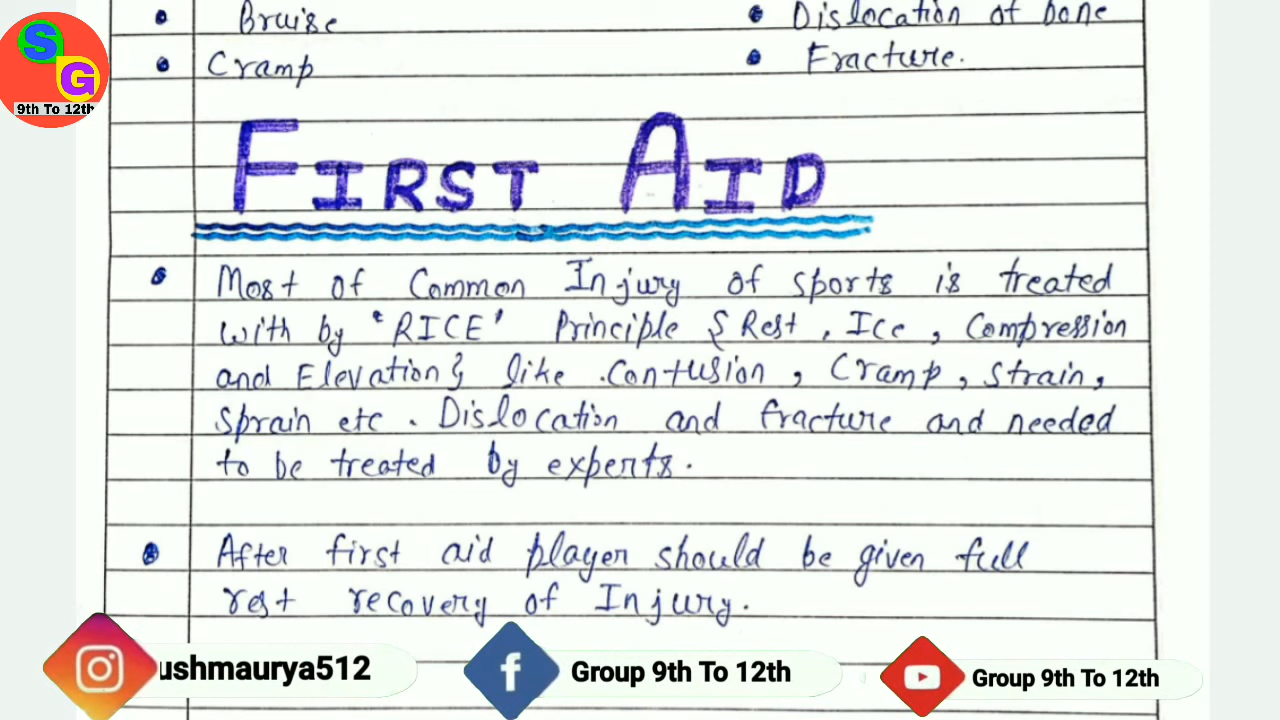 Bruise
Dislocation of bone
Cramp
Fracture.
SG
9th To 12th
FIRST AID
Most of Common Injury of sports is treated
with by 'RICE' Principle { Rest, Ice, Compression
and Elevation} like .Contusion, Cramp, Strain,
Sprain etc. Dislocation and fracture and needed
to be treated by experts.
After first aid player should be given full
rest recovery of Injury.
ushmaurya512
Group 9th To 12th
Group 9th To 12th